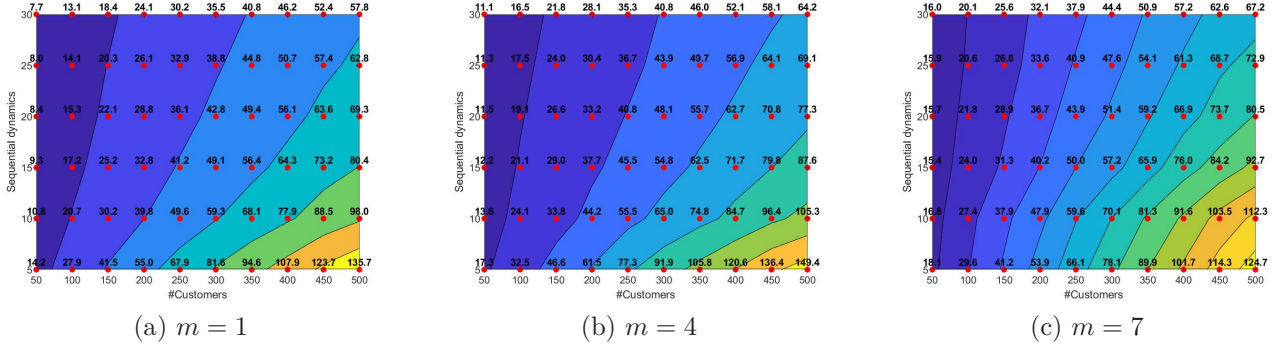 7.7 13.1 18.4 24.1 30.2 35.5 40.8 46.2 52.4 57.8
30
8.0 14.1 20.3 26.1 32.9 38.8 44.8 50.7 57.4 62.8
25
8.4 15.3 22.1 28.8 36.1 42.8 49.4 56.1 63.6 69.3
20
9.3 17.2 25.2 32.8 41.2 49.1 56.4 64.3 73.2 80.4
15
10.8 20.7 30.2 39.8 49.6 59.3 68.1 77.9 88.5 98.0
10
14.2 27.9 41.5 55.0 67.9 81.6 94.6 107.9 123.7 135.7
5
Sequential dynamics
50 100 150 200 250 300 350 400 450 500
#Customers
(a) m = 1
11.1 16.5 21.8 28.1 35.3 40.8 46.0 52.1 58.1 64.2
30
11.3 17.5 24.0 30.4 36.7 43.9 49.7 56.9 64.1 69.1
25
11.5 19.1 26.6 33.2 40.8 48.1 55.7 62.7 70.8 77.3
20
12.2 21.1 29.0 37.7 45.5 54.8 62.5 71.7 79.8 87.6
15
13.6 24.1 33.8 44.2 55.5 65.0 74.8 84.7 96.4 105.3
10
17.3 32.5 46.6 61.5 77.3 91.9 105.8 120.6 136.4 149.4
5
Sequential dynamics
50 100 150 200 250 300 350 400 450 500
#Customers
(b) m = 4
16.0 20.1 25.6 32.1 37.9 44.4 50.9 57.2 62.6 67.2
30
15.9 20.6 26.8 33.6 40.9 47.6 54.1 61.3 68.7 72.9
25
15.7 21.8 28.9 36.7 43.9 51.4 59.2 66.9 73.7 80.5
20
15.4 24.0 31.3 40.2 50.0 57.2 65.9 76.0 84.2 92.7
15
16.8 27.4 37.9 47.9 59.6 70.1 81.3 91.6 103.5 112.3
10
18.1 29.6 41.2 53.9 66.1 78.1 89.9 101.7 114.3 124.7
5
Sequential dynamics
50 100 150 200 250 300 350 400 450 500
#Customers
(c) m = 7